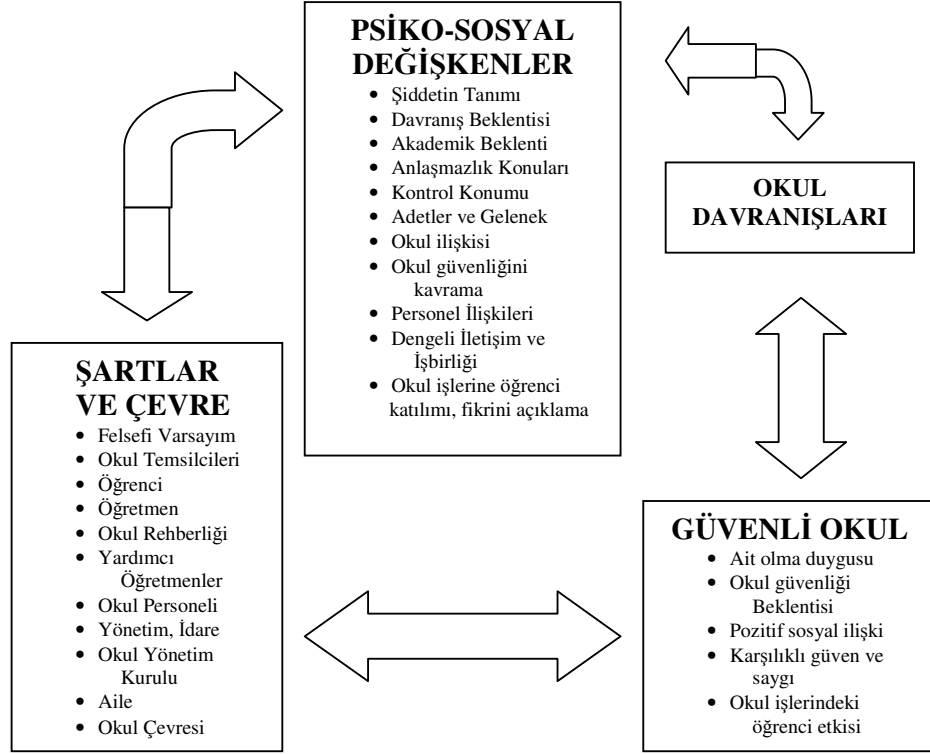 PSİKO-SOSYAL
DEĞİŞKENLER
• Şiddetin Tanımı
• Davranış Beklentisi
• Akademik Beklenti
• Anlaşmazlık Konuları
• Kontrol Konumu
• Adetler ve Gelenek
• Okul ilişkisi
• Okul güvenliğini
kavrama
• Personel İlişkileri
• Dengeli İletişim ve
İşbirliği
• Okul işlerine öğrenci
katılımı, fikrini açıklama
OKUL
DAVRANIŞLARI
ŞARTLAR
VE ÇEVRE
• Felsefi Varsayım
• Okul Temsilcileri
• Öğrenci
• Öğretmen
• Okul Rehberliği
• Yardımcı
Öğretmenler
• Okul Personeli
• Yönetim, İdare
• Okul Yönetim
Kurulu
• Aile
• Okul Çevresi
GÜVENLİ OKUL
• Ait olma duygusu
• Okul güvenliği
Beklentisi
• Pozitif sosyal ilişki
• Karşılıklı güven ve
saygı
• Okul işlerindeki
öğrenci etkisi